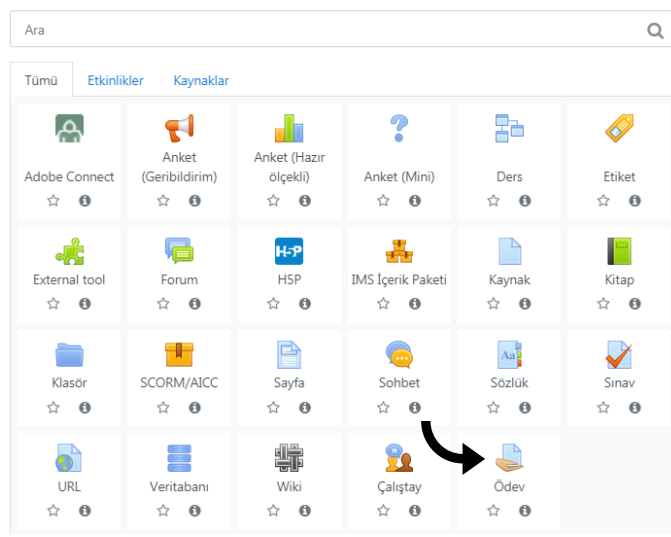 Ara
Tümü Etkinlikler Kaynaklar
Adobe Connect
Anket
(Geribildirim)
Anket (Hazır
ölçekli)
Anket (Mini)
Ders
Etiket
External tool
Forum
H5P
H5P
IMS İçerik Paketi
Kaynak
Kitap
Klasör
SCORM/AICC
Sayfa
Sohbet
Aa
Sözlük
Sınav
URL
Veritabanı
Wiki
Çalıştay
Ödev